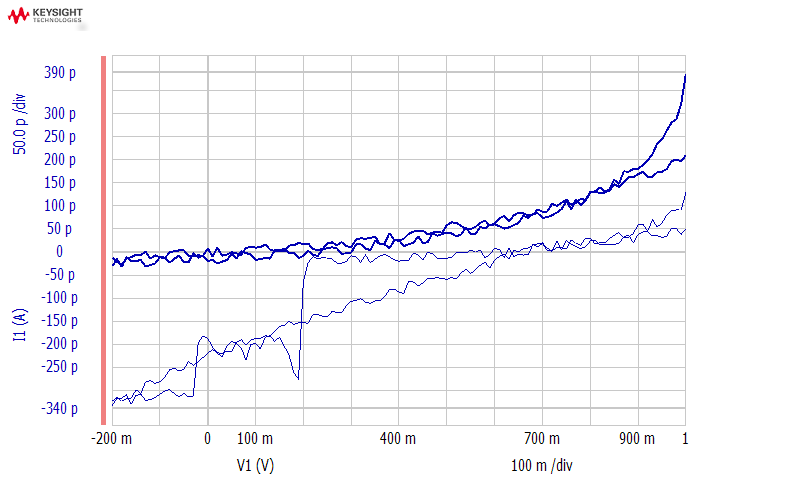 KEYSIGHT
TECHNOLOGIES
50.0 p /div
I1 (A)
390 p
300 p
250 p
200 p
150 p
100 p
50 p
0
-50 p
-100 p
-150 p
-200 p
-250 p
-340 p
-200 m 0 100 m 400 m 700 m 900 m 1
V1 (V) 100 m /div